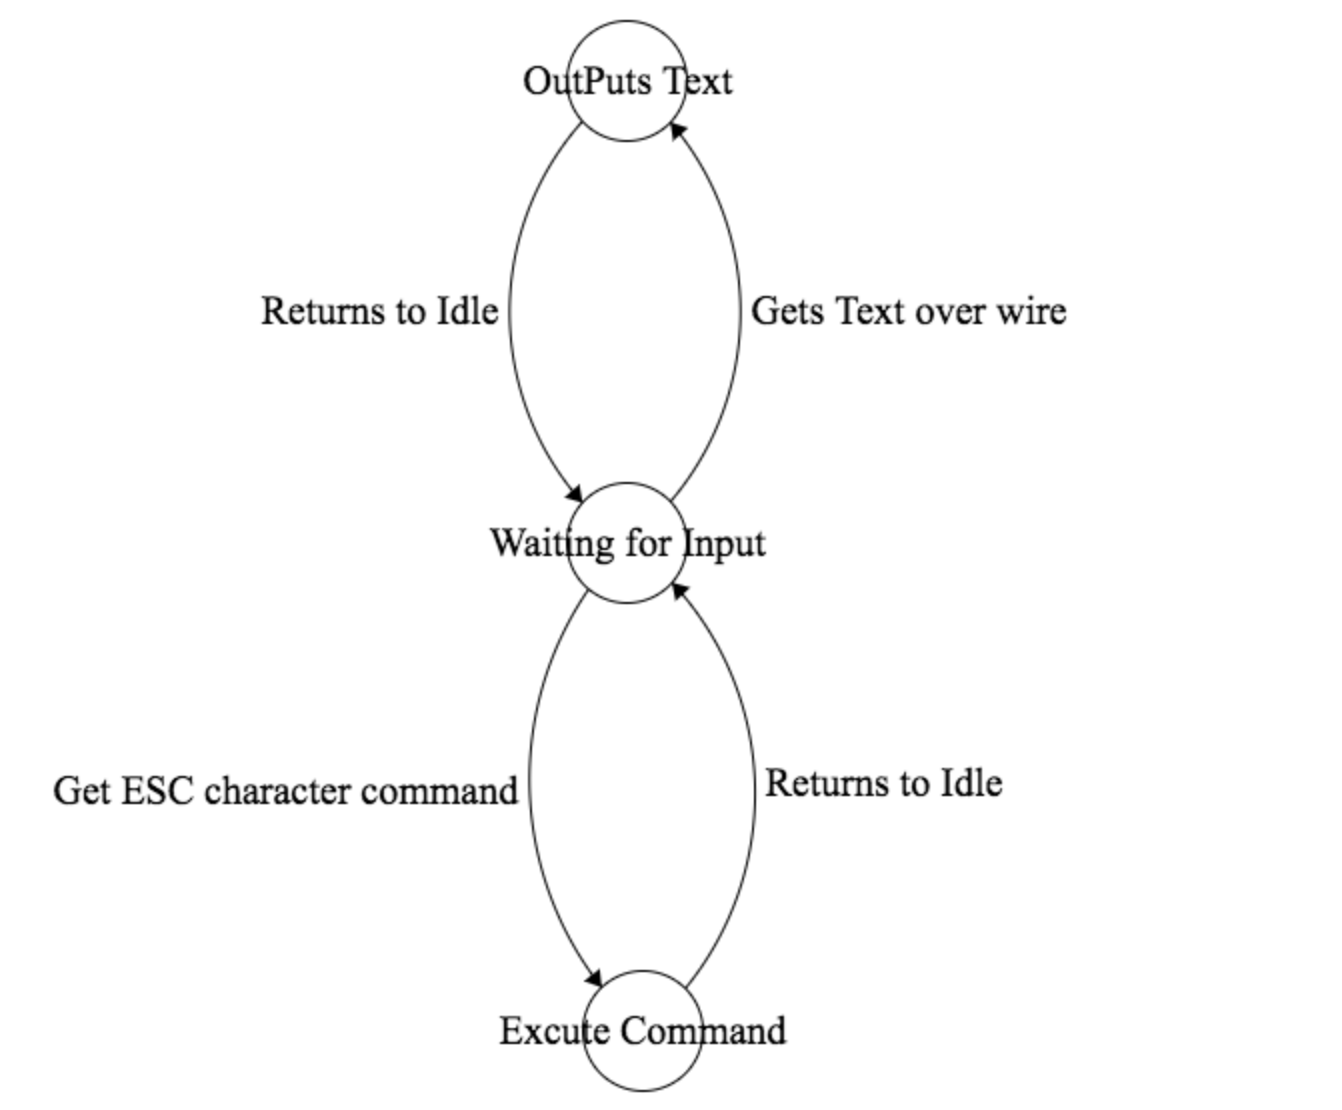 OutPuts Text
Returns to Idle
Gets Text over wire
Waiting for Input
Get ESC character command
Returns to Idle
Excute Command